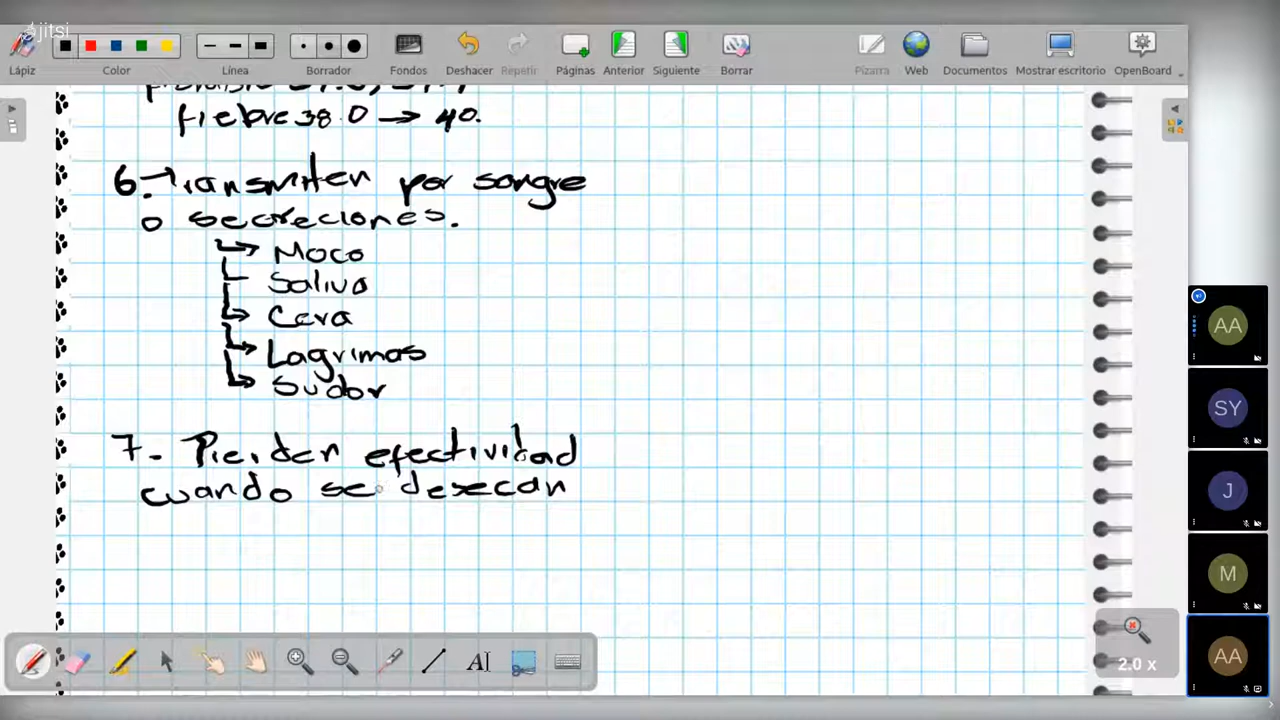 jitsi
Lápiz Color Línea Borrador Fondos Deshacer Repetir Páginas Anterior Siguiente Borrar Pizarra Web Documentos Mostrar escritorio OpenBoard
fiebre 38.0 → 40.
6. Transmiten por sangre
o secreciones.
→ Moco
Saliva
→ Cera
→ Lagrimas
→ Sudor
7. Pierden efectividad
cuando se desecan
AA
SY
J
M
AA
2.0 x